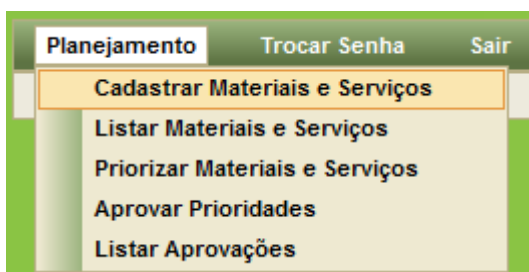 Planejamento Trocar Senha Sair
Cadastrar Materiais e Serviços
Listar Materiais e Serviços
Priorizar Materiais e Serviços
Aprovar Prioridades
Listar Aprovações